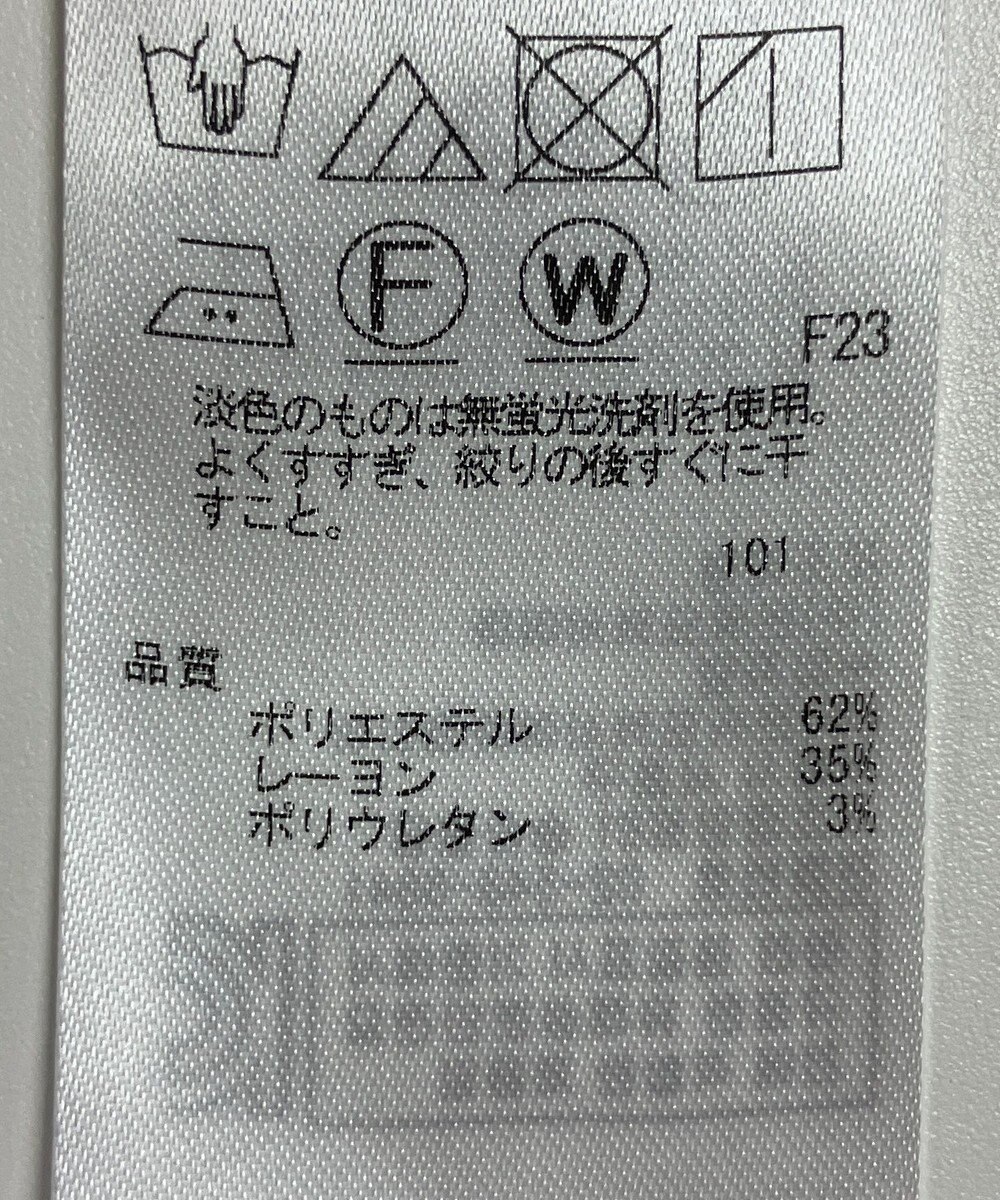 F W
F23
淡色のものは無蛍光洗剤を使用。
よくすすぎ、絞りの後すぐに干
すこと。
101
品質
ポリエステル 62%
レーヨン 35%
ポリウレタン 3%